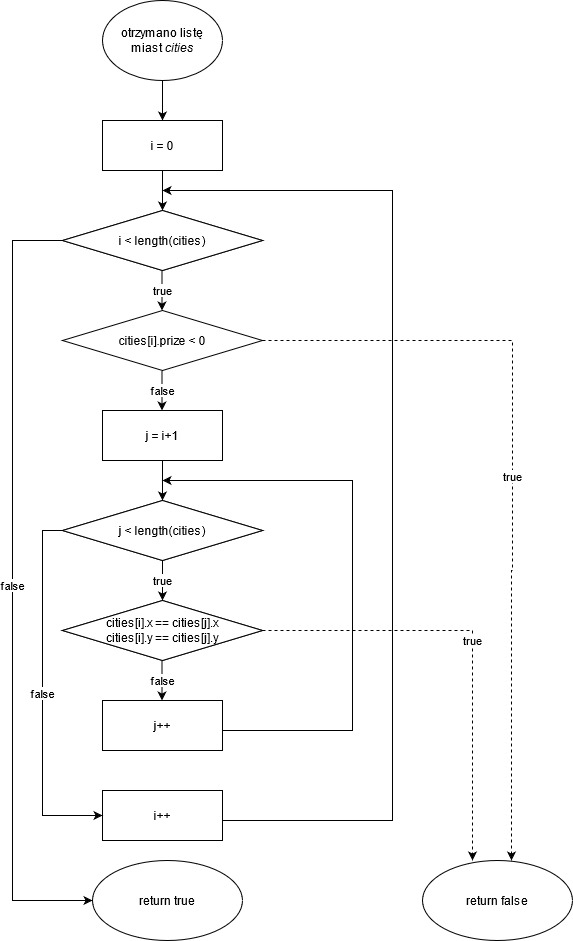 otrzymano listę
miast cities
i = 0
i < length(cities)
true
cities[i].prize < 0
false
j = i+1
true
j < length(cities)
false
true
cities[i].x == cities[j].x
cities[i].y == cities[j].y
true
false
false
j++
i++
return true
return false